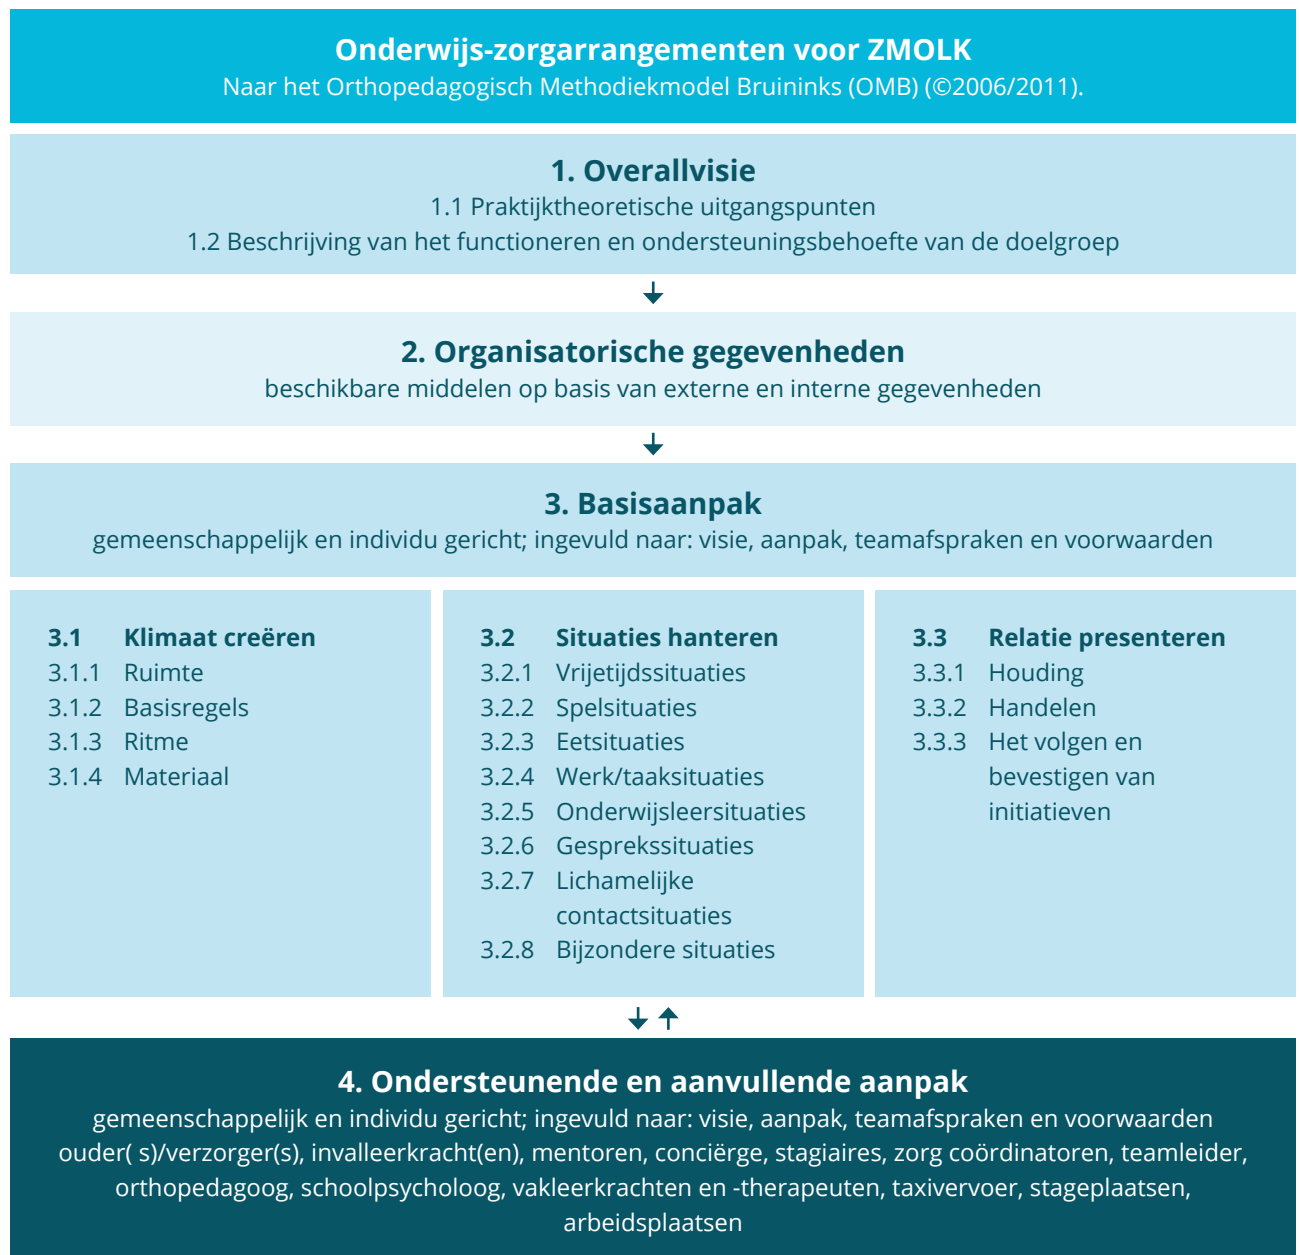 Onderwijs-zorgarrangementen voor ZMOLK
Naar het Orthopedagogisch Methodiekmodel Bruininks (OMB) (©2006/2011).
1. Overallvisie
1.1 Praktijktheoretische uitgangspunten
1.2 Beschrijving van het functioneren en ondersteuningsbehoefte van de doelgroep
2. Organisatorische gegevenheden
beschikbare middelen op basis van externe en interne gegevenheden
3. Basisaanpak
gemeenschappelijk en individu gericht; ingevuld naar: visie, aanpak, teamafspraken en voorwaarden
3.1 Klimaat creëren
3.1.1 Ruimte
3.1.2 Basisregels
3.1.3 Ritme
3.1.4 Materiaal
3.2 Situaties hanteren
3.2.1 Vrijetijdssituaties
3.2.2 Spelsituaties
3.2.3 Eetsituaties
3.2.4 Werk/taaksituaties
3.2.5 Onderwijsleersituaties
3.2.6 Gesprekssituaties
3.2.7 Lichamelijke
contactsituaties
3.2.8 Bijzondere situaties
3.3 Relatie presenteren
3.3.1 Houding
3.3.2 Handelen
3.3.3 Het volgen en
bevestigen van
initiatieven
4. Ondersteunende en aanvullende aanpak
gemeenschappelijk en individu gericht; ingevuld naar: visie, aanpak, teamafspraken en voorwaarden
ouder( s)/verzorger(s), invalleerkracht(en), mentoren, conciërge, stagiaires, zorg coördinatoren, teamleider,
orthopedagoog, schoolpsycholoog, vakleerkrachten en -therapeuten, taxivervoer, stageplaatsen,
arbeidsplaatsen